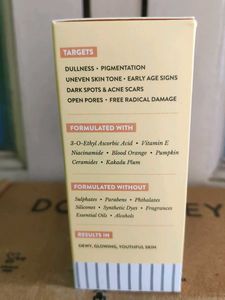 TARGETS
DULLNESS • PIGMENTATION
UNEVEN SKIN TONE • EARLY AGE SIGNS
DARK SPOTS & ACNE SCARS
OPEN PORES • FREE RADICAL DAMAGE
FORMULATED WITH
3-O-Ethyl Ascorbic Acid • Vitamin E
Niacinamide • Blood Orange • Pumpkin
Ceramides • Kakadu Plum
FORMULATED WITHOUT
Sulphates • Parabens • Phthalates
Silicones • Synthetic Dyes • Fragrances
Essential Oils • Alcohols
RESULTS IN
DEWY, GLOWING, YOUTHFUL SKIN